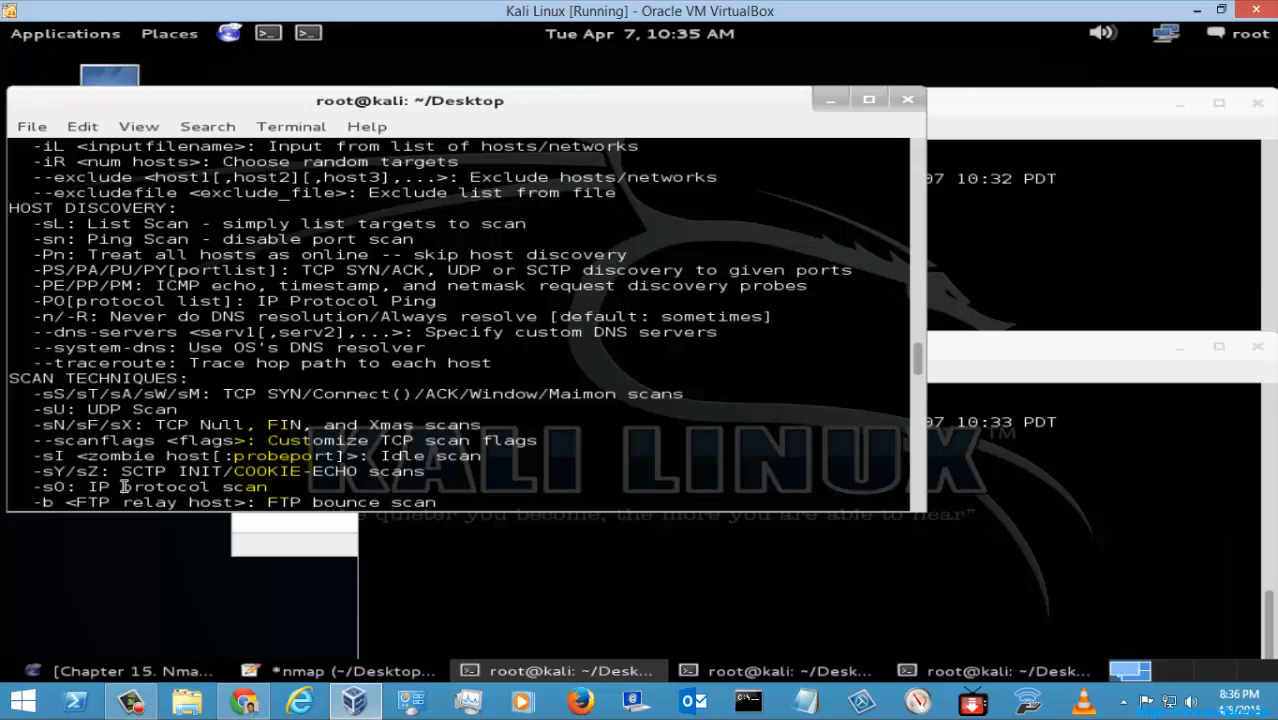 Kali Linux [Running] - Oracle VM VirtualBox
Applications Places Tue Apr 7, 10:35 AM root
root@kali: ~/Desktop
File Edit View Search Terminal Help
-iL <inputfilename>: Input from list of hosts/networks
-iR <num hosts>: Choose random targets
--exclude <host1[,host2][,host3],...>: Exclude hosts/networks
--excludefile <exclude_file>: Exclude list from file
HOST DISCOVERY:
-sL: List Scan - simply list targets to scan
-sn: Ping Scan - disable port scan
-Pn: Treat all hosts as online -- skip host discovery
-PS/PA/PU/PY[portlist]: TCP SYN/ACK, UDP or SCTP discovery to given ports
-PE/PP/PM: ICMP echo, timestamp, and netmask request discovery probes
-PO[protocol list]: IP Protocol Ping
-n/-R: Never do DNS resolution/Always resolve [default: sometimes]
--dns-servers <serv1[,serv2],...>: Specify custom DNS servers
--system-dns: Use OS's DNS resolver
--traceroute: Trace hop path to each host
SCAN TECHNIQUES:
-sS/sT/sA/sW/sM: TCP SYN/Connect()/ACK/Window/Maimon scans
-sU: UDP Scan
-sN/sF/sX: TCP Null, FIN, and Xmas scans
--scanflags <flags>: Customize TCP scan flags
-sI <zombie host[:probeport]>: Idle scan
-sY/sZ: SCTP INIT/COOKIE-ECHO scans
-sO: IP protocol scan
-b <FTP relay host>: FTP bounce scan
07 10:32 PDT
07 10:33 PDT
KALI LINUX™
quieter you become, the more you are able to hear”
[Chapter 15. Nma... *nmap (~/Desktop... root@kali: ~/Desk... root@kali: ~/Desk... root@kali: ~/Desk...
8:36 PM